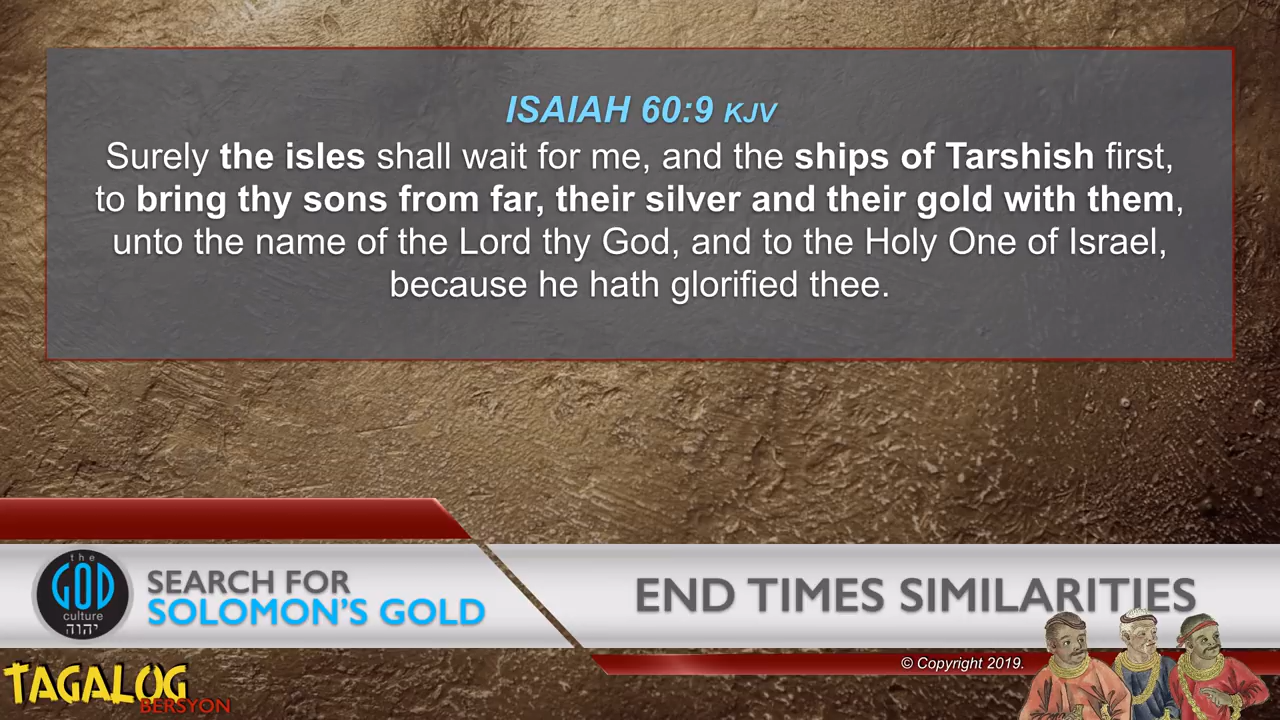 ISAIAH 60:9 KJV
Surely the isles shall wait for me, and the ships of Tarshish first,
to bring thy sons from far, their silver and their gold with them,
unto the name of the Lord thy God, and to the Holy One of Israel,
because he hath glorified thee.
the
GOD
culture
יהוה
SEARCH FOR
SOLOMON'S GOLD
END TIMES SIMILARITIES
© Copyright 2019.
TAGALOG
BERSYON